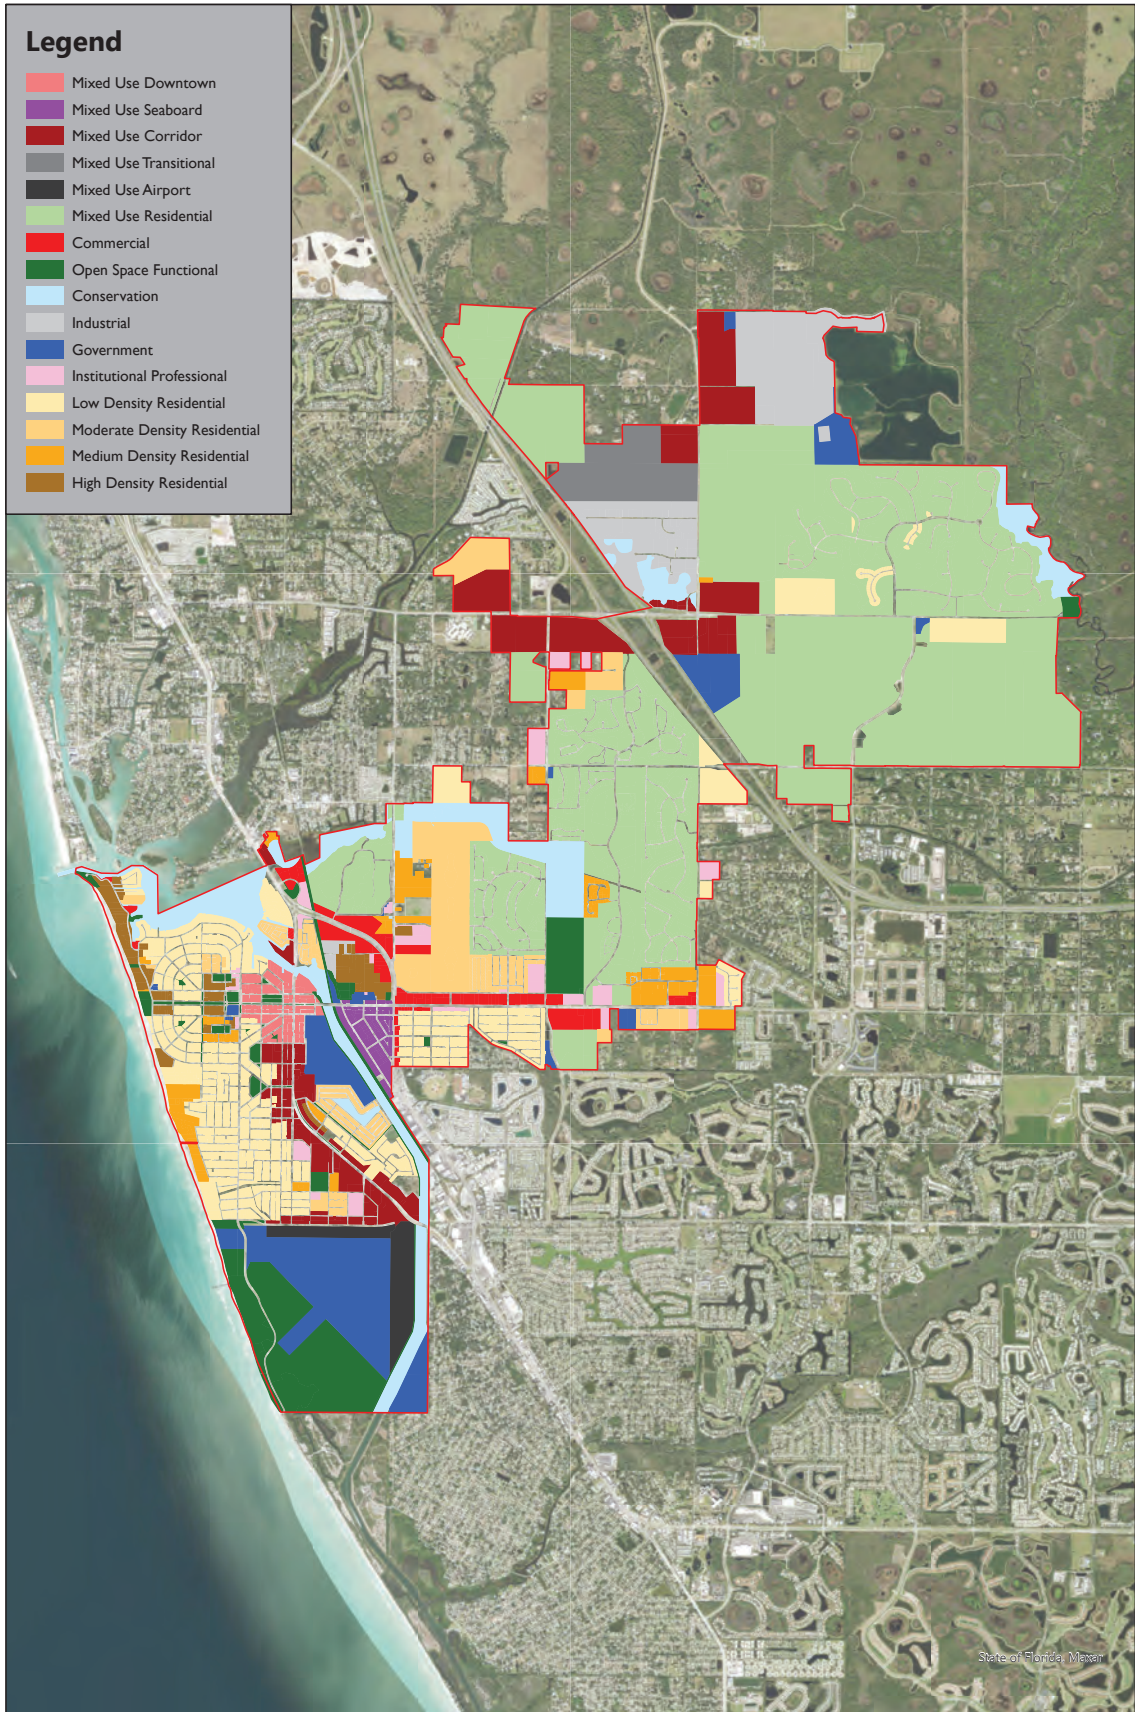 Legend
Mixed Use Downtown
Mixed Use Seaboard
Mixed Use Corridor
Mixed Use Transitional
Mixed Use Airport
Mixed Use Residential
Commercial
Open Space Functional
Conservation
Industrial
Government
Institutional Professional
Low Density Residential
Moderate Density Residential
Medium Density Residential
High Density Residential
State of Florida, Maxar